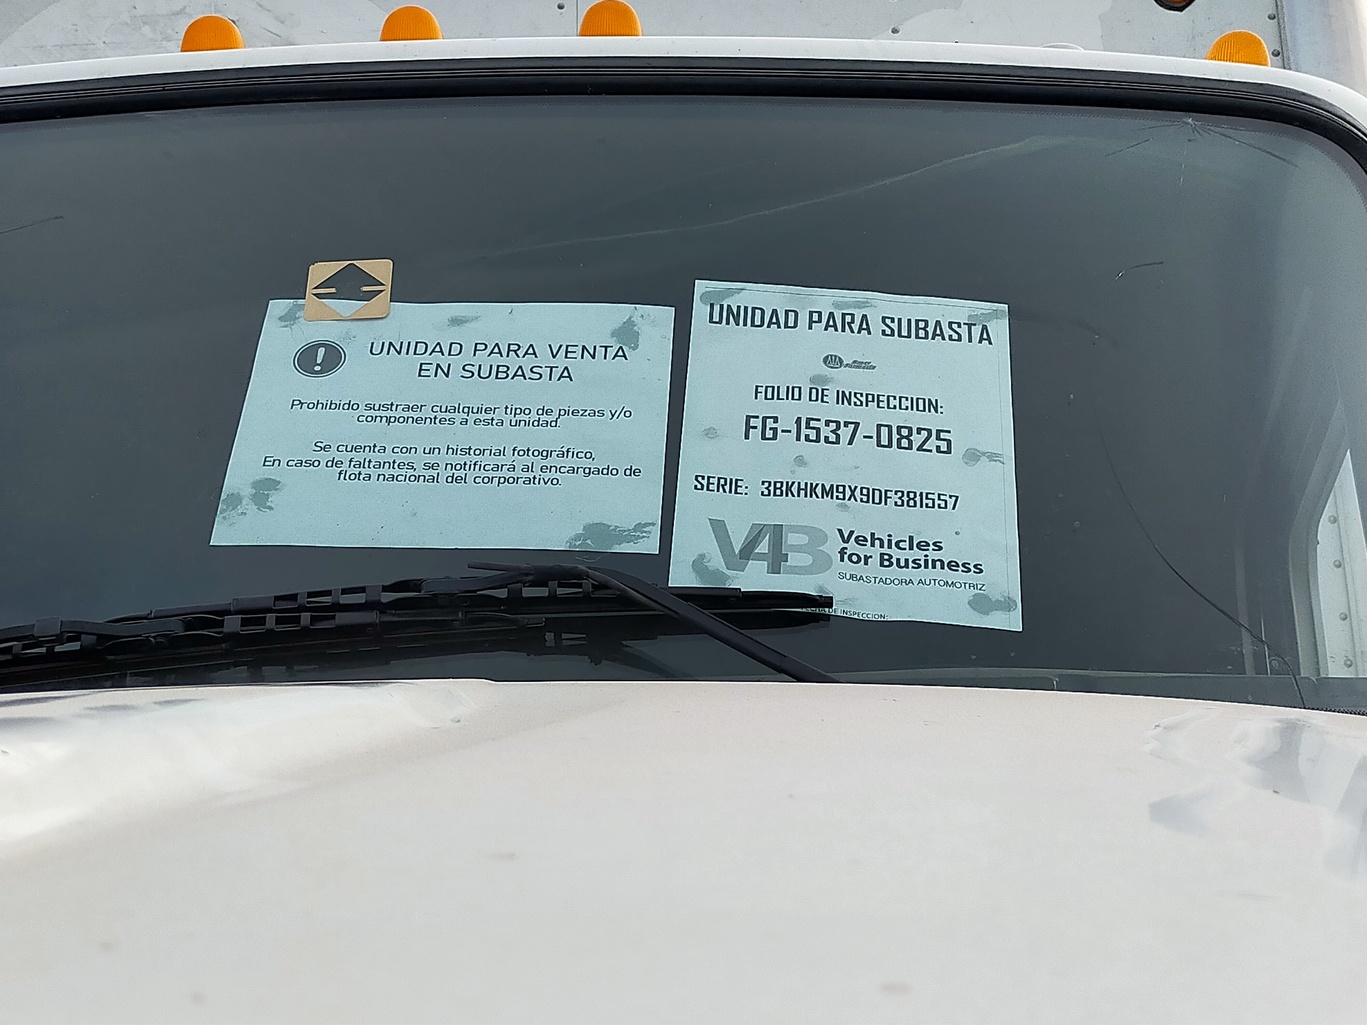 UNIDAD PARA VENTA
EN SUBASTA
Prohibido sustraer cualquier tipo de piezas y/o
componentes a esta unidad.
Se cuenta con un historial fotográfico,
En caso de faltantes, se notificará al encargado de
flota nacional del corporativo.
UNIDAD PARA SUBASTA
FOLIO DE INSPECCION:
FG-1537-0825
SERIE: 3BKHKM9X9DF381557
V4B
Vehicles
for Business
SUBASTADORA AUTOMOTRIZ
DE INSPECCION: